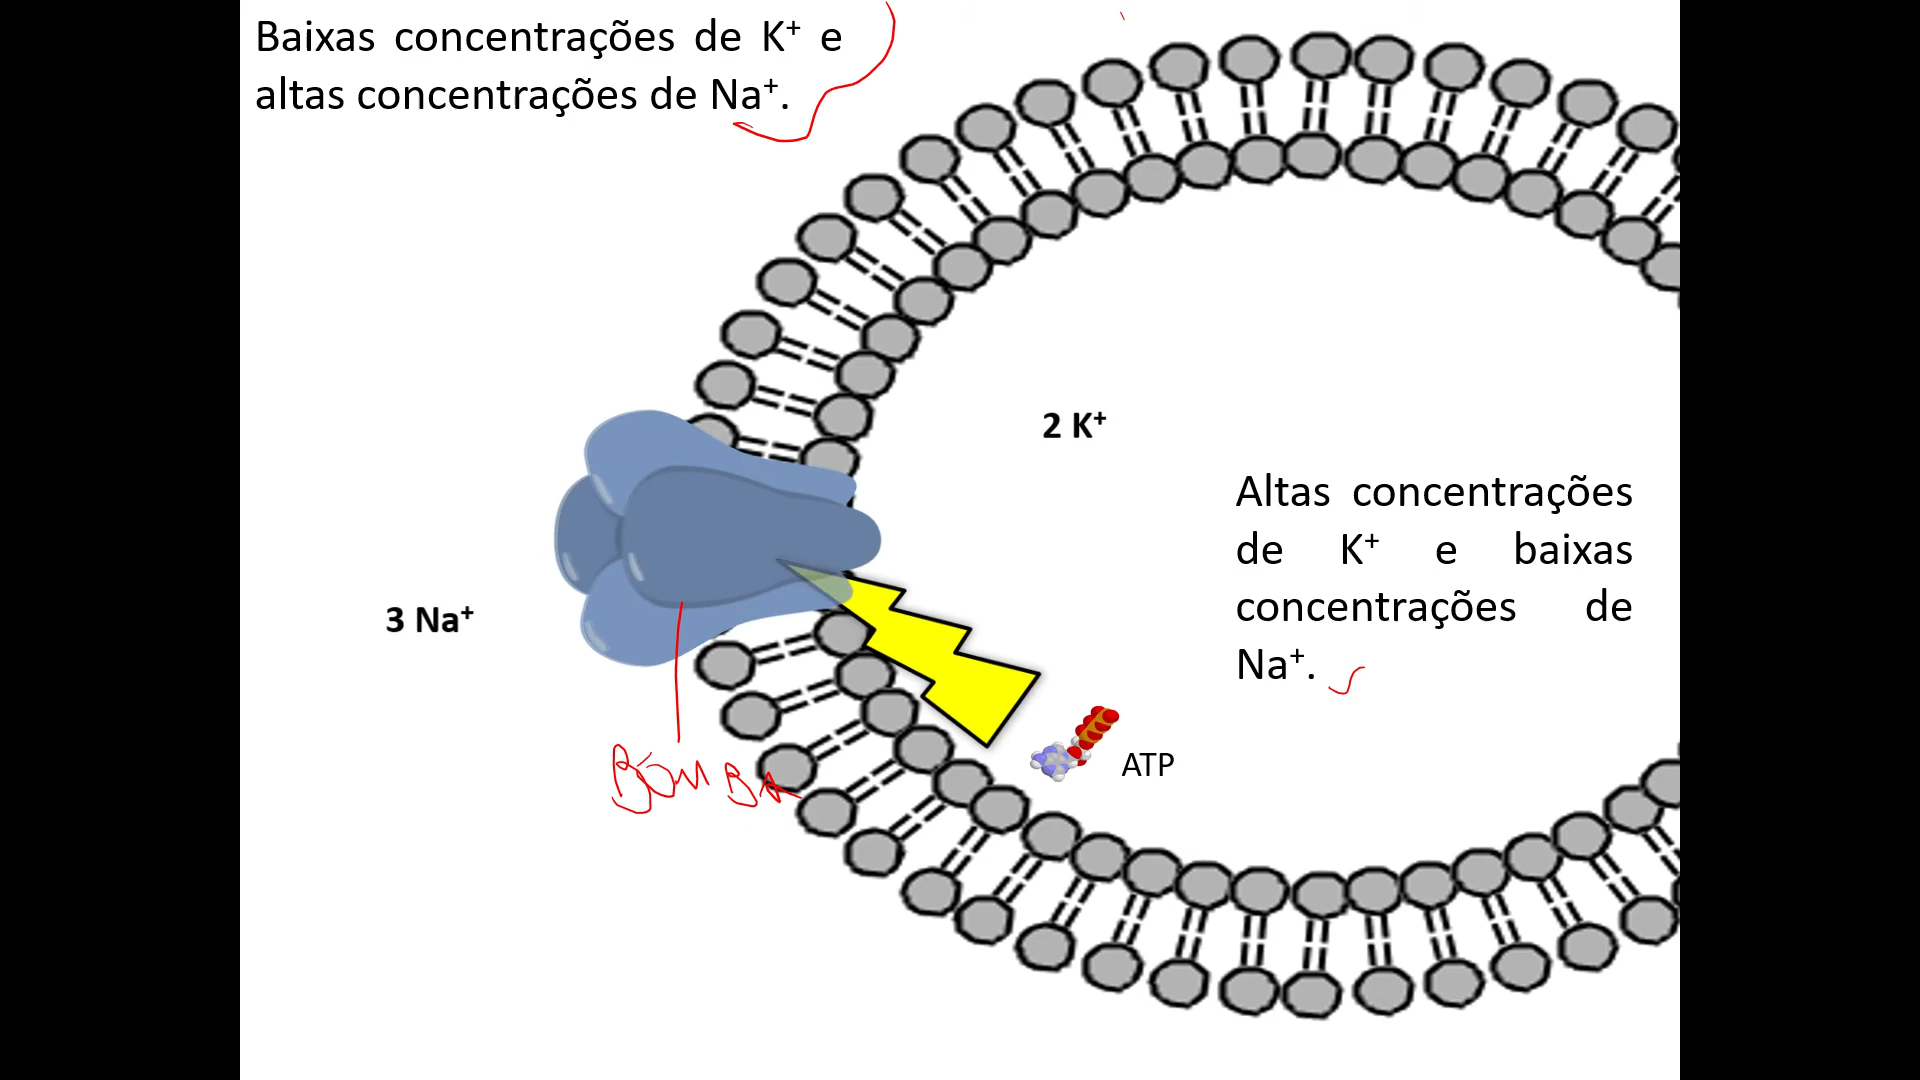 Baixas concentrações de K⁺ e
altas concentrações de Na⁺.
2 K⁺
Altas concentrações
de K⁺ e baixas
concentrações de
Na⁺.
3 Na⁺
ATP
BOMBA